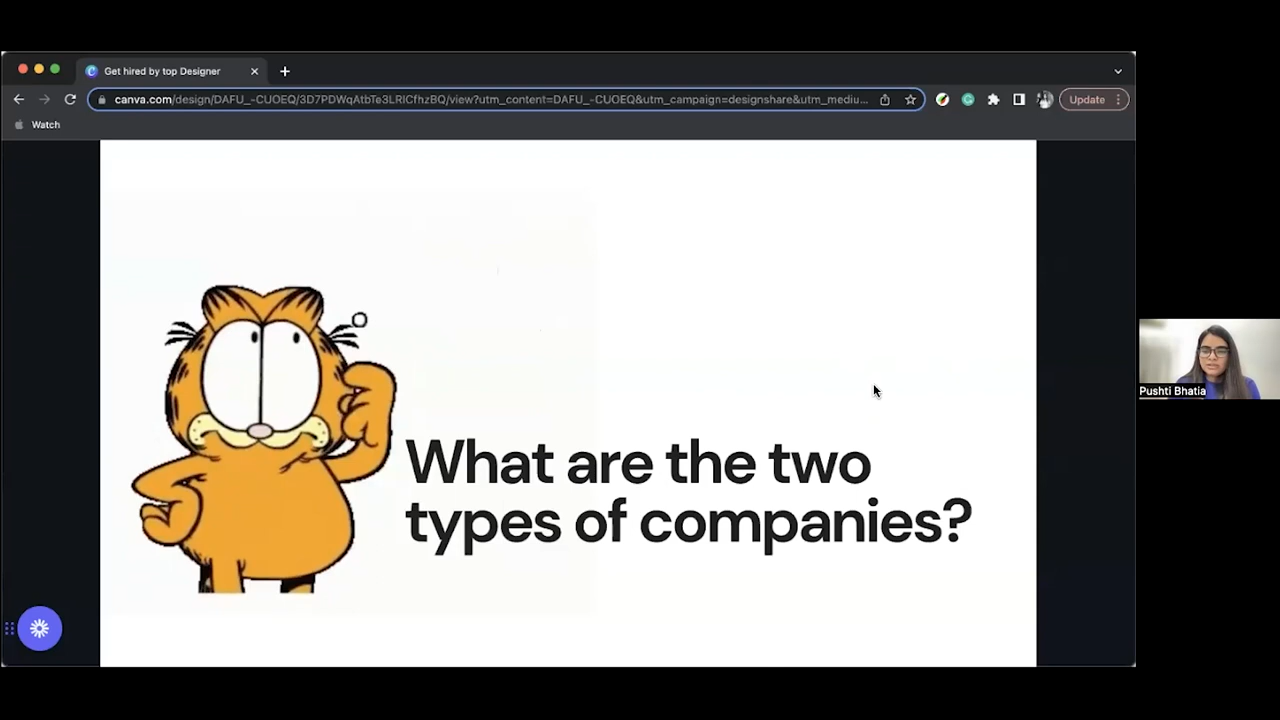 Get hired by top Designer
canva.com/design/DAFU_-CUOEQ/3D7PDWqAtbTe3LRlCfhzBQ/view?utm_content=DAFU_-CUOEQ&utm_campaign=designshare&utm_mediu...
Update
Watch
What are the two
types of companies?
Pushti Bhatia